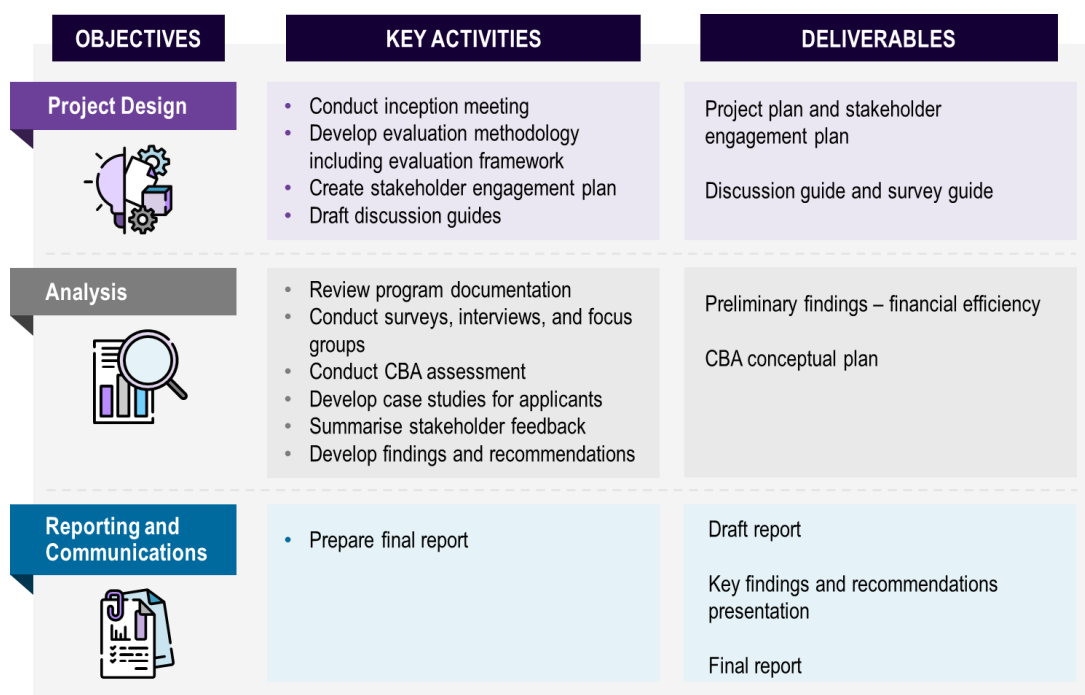 OBJECTIVES
KEY ACTIVITIES
DELIVERABLES
Project Design
• Conduct inception meeting
• Develop evaluation methodology
including evaluation framework
• Create stakeholder engagement plan
• Draft discussion guides
Project plan and stakeholder
engagement plan
Discussion guide and survey guide
Analysis
• Review program documentation
• Conduct surveys, interviews, and focus
groups
• Conduct CBA assessment
• Develop case studies for applicants
• Summarise stakeholder feedback
• Develop findings and recommendations
Preliminary findings – financial efficiency
CBA conceptual plan
Reporting and
Communications
• Prepare final report
Draft report
Key findings and recommendations
presentation
Final report